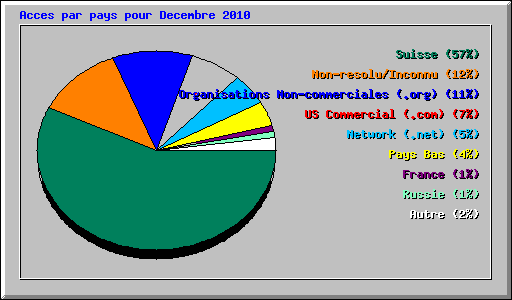 Acces par pays pour Decembre 2010
Suisse (57%)
Non-resolu/Inconnu (12%)
Organisations Non-commerciales (.org) (11%)
US Commercial (.com) (7%)
Network (.net) (5%)
Pays Bas (4%)
France (1%)
Russie (1%)
Autre (2%)